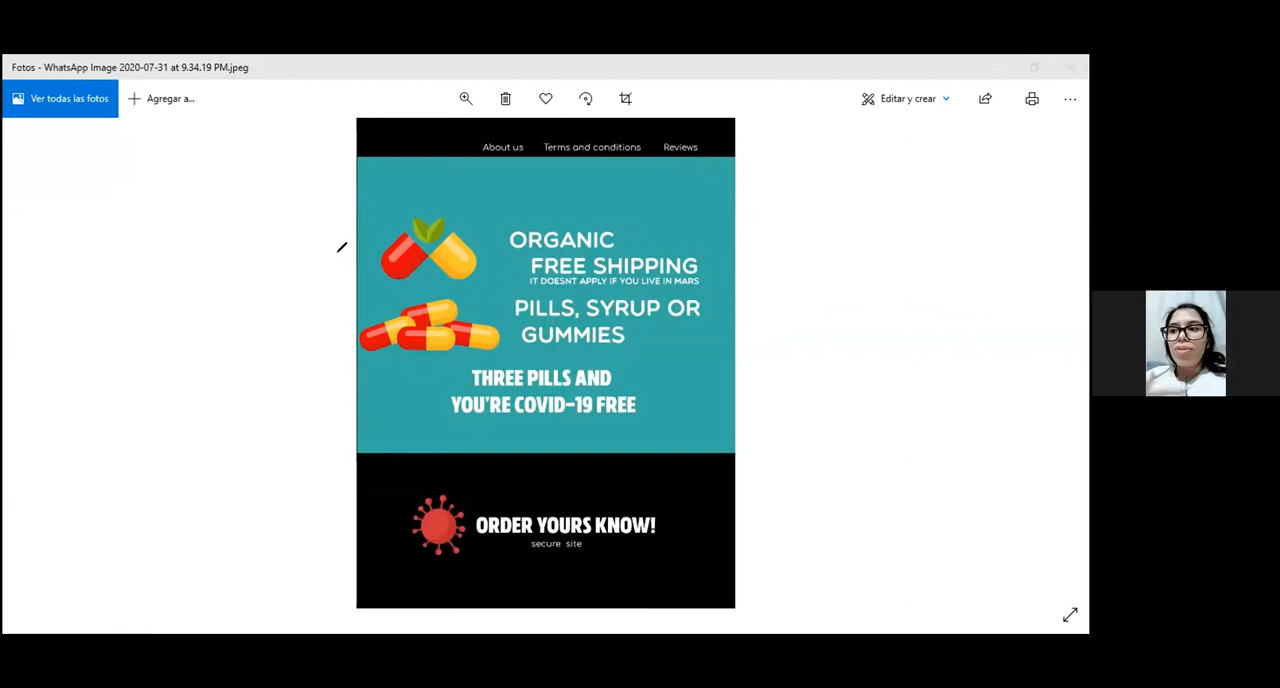 Fotos - WhatsApp Image 2020-07-31 at 9.34.19 PM.jpeg
Ver todas las fotos
Agregar a...
Editar y crear
About us Terms and conditions Reviews
ORGANIC
FREE SHIPPING
IT DOESNT APPLY IF YOU LIVE IN MARS
PILLS, SYRUP OR
GUMMIES
THREE PILLS AND
YOU'RE COVID-19 FREE
ORDER YOURS KNOW!
secure site